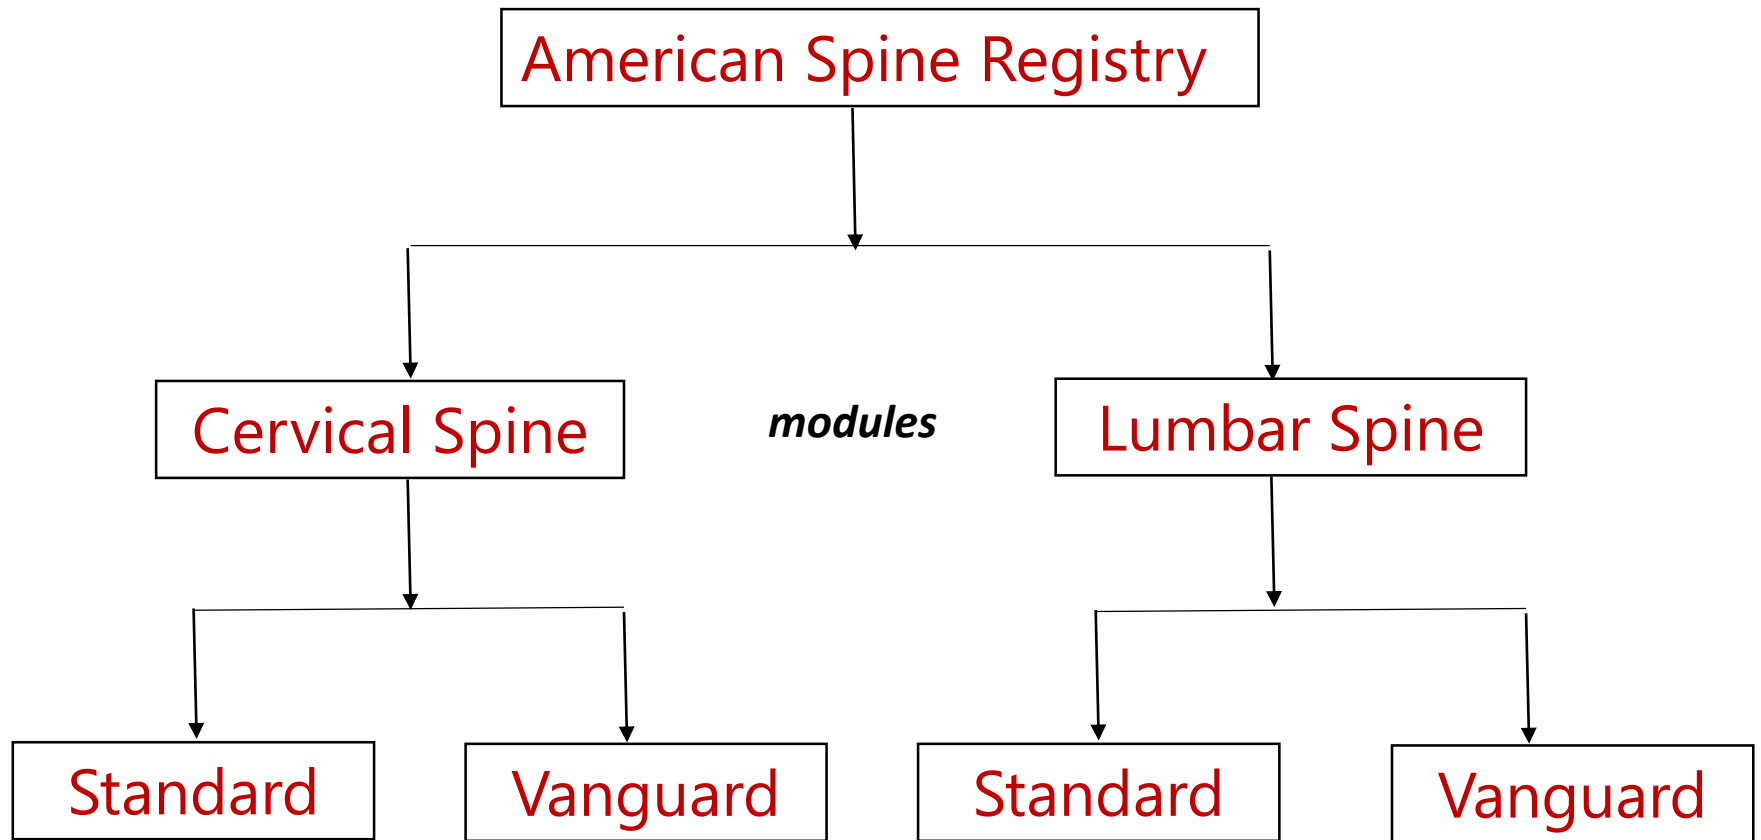 American Spine Registry
Cervical Spine
modules
Lumbar Spine
Standard
Vanguard
Standard
Vanguard